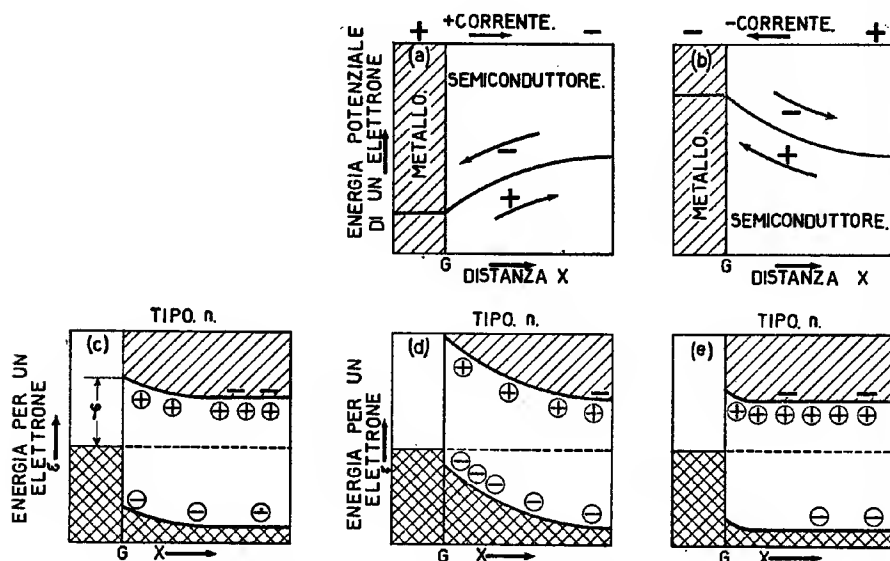 + +CORRENTE. −
(a)
SEMICONDUTTORE.
METALLO.
−
+
ENERGIA POTENZIALE
DI UN ELETTRONE
G
DISTANZA X
− −CORRENTE. +
(b)
METALLO.
−
+
SEMICONDUTTORE.
G
DISTANZA X
TIPO. n.
(c)
φ
− −
+ + + + +
− − −
ENERGIA PER UN
ELETTRONE
ξ
G X
TIPO. n.
(d)
−
+ + + +
− − − − −
ENERGIA PER UN
ELETTRONE
ξ
G X
TIPO. n.
(e)
− −
+ + + + + +
− −
G X